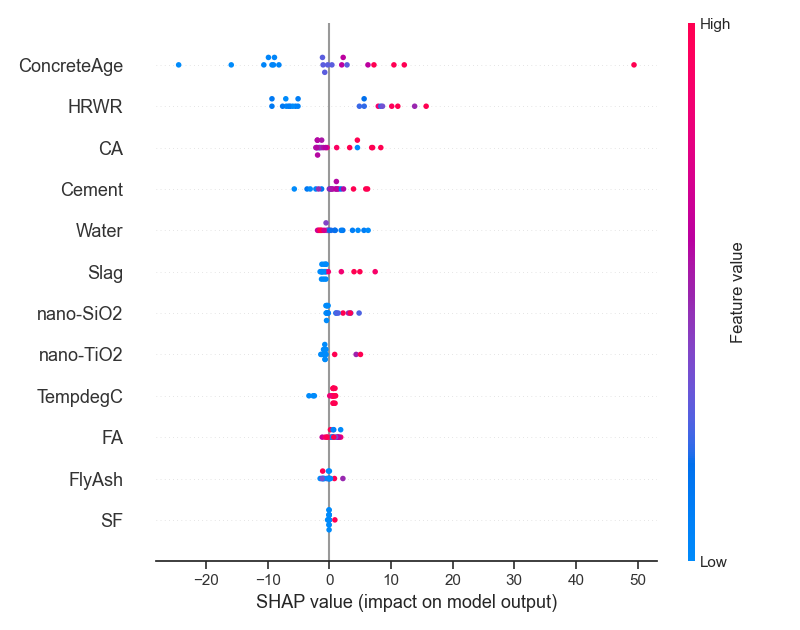 High
ConcreteAge
HRWR
CA
Cement
Water
Slag
nano-SiO2
nano-TiO2
TempdegC
FA
FlyAsh
SF
Feature value
Low
−20 −10 0 10 20 30 40 50
SHAP value (impact on model output)